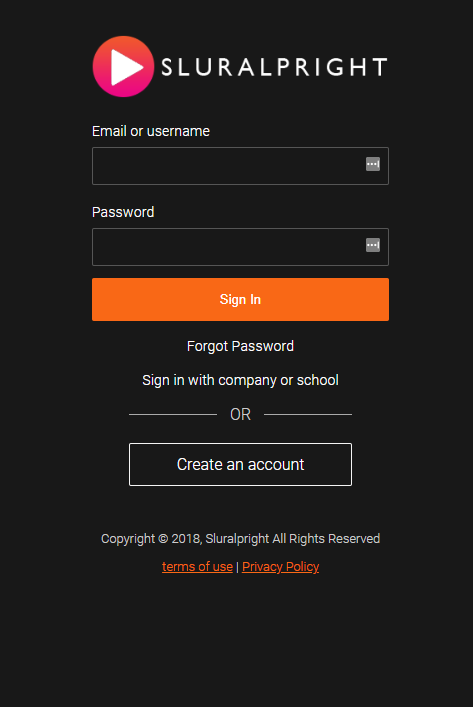 SLURALPRIGHT
Email or username
Password
Sign In
Forgot Password
Sign in with company or school
OR
Create an account
Copyright © 2018, Sluralpright All Rights Reserved
terms of use | Privacy Policy